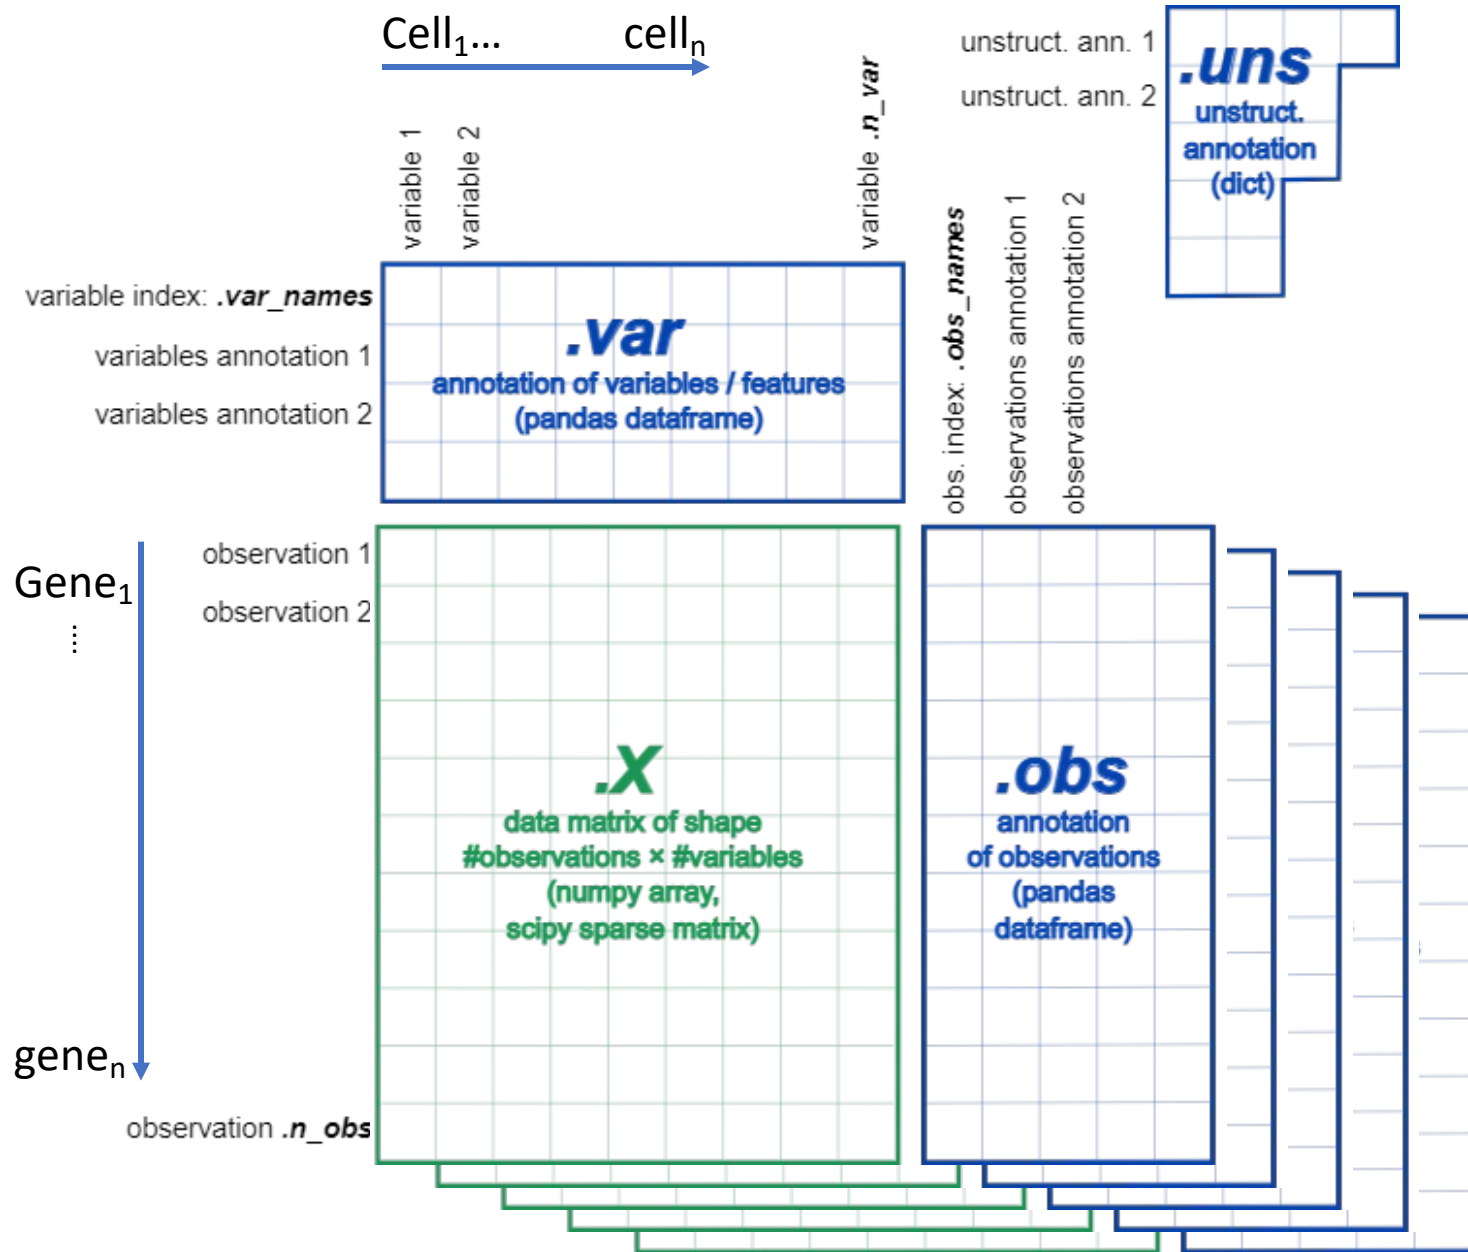 Cell1... celln
unstruct. ann. 1
unstruct. ann. 2
.uns
unstruct.
annotation
(dict)
variable 1
variable 2
variable .n_var
obs. index: .obs_names
observations annotation 1
observations annotation 2
variable index: .var_names
variables annotation 1
variables annotation 2
.var
annotation of variables / features
(pandas dataframe)
Gene1
⋮
genen
observation 1
observation 2
observation .n_obs
.X
data matrix of shape
#observations × #variables
(numpy array,
scipy sparse matrix)
.obs
annotation
of observations
(pandas
dataframe)